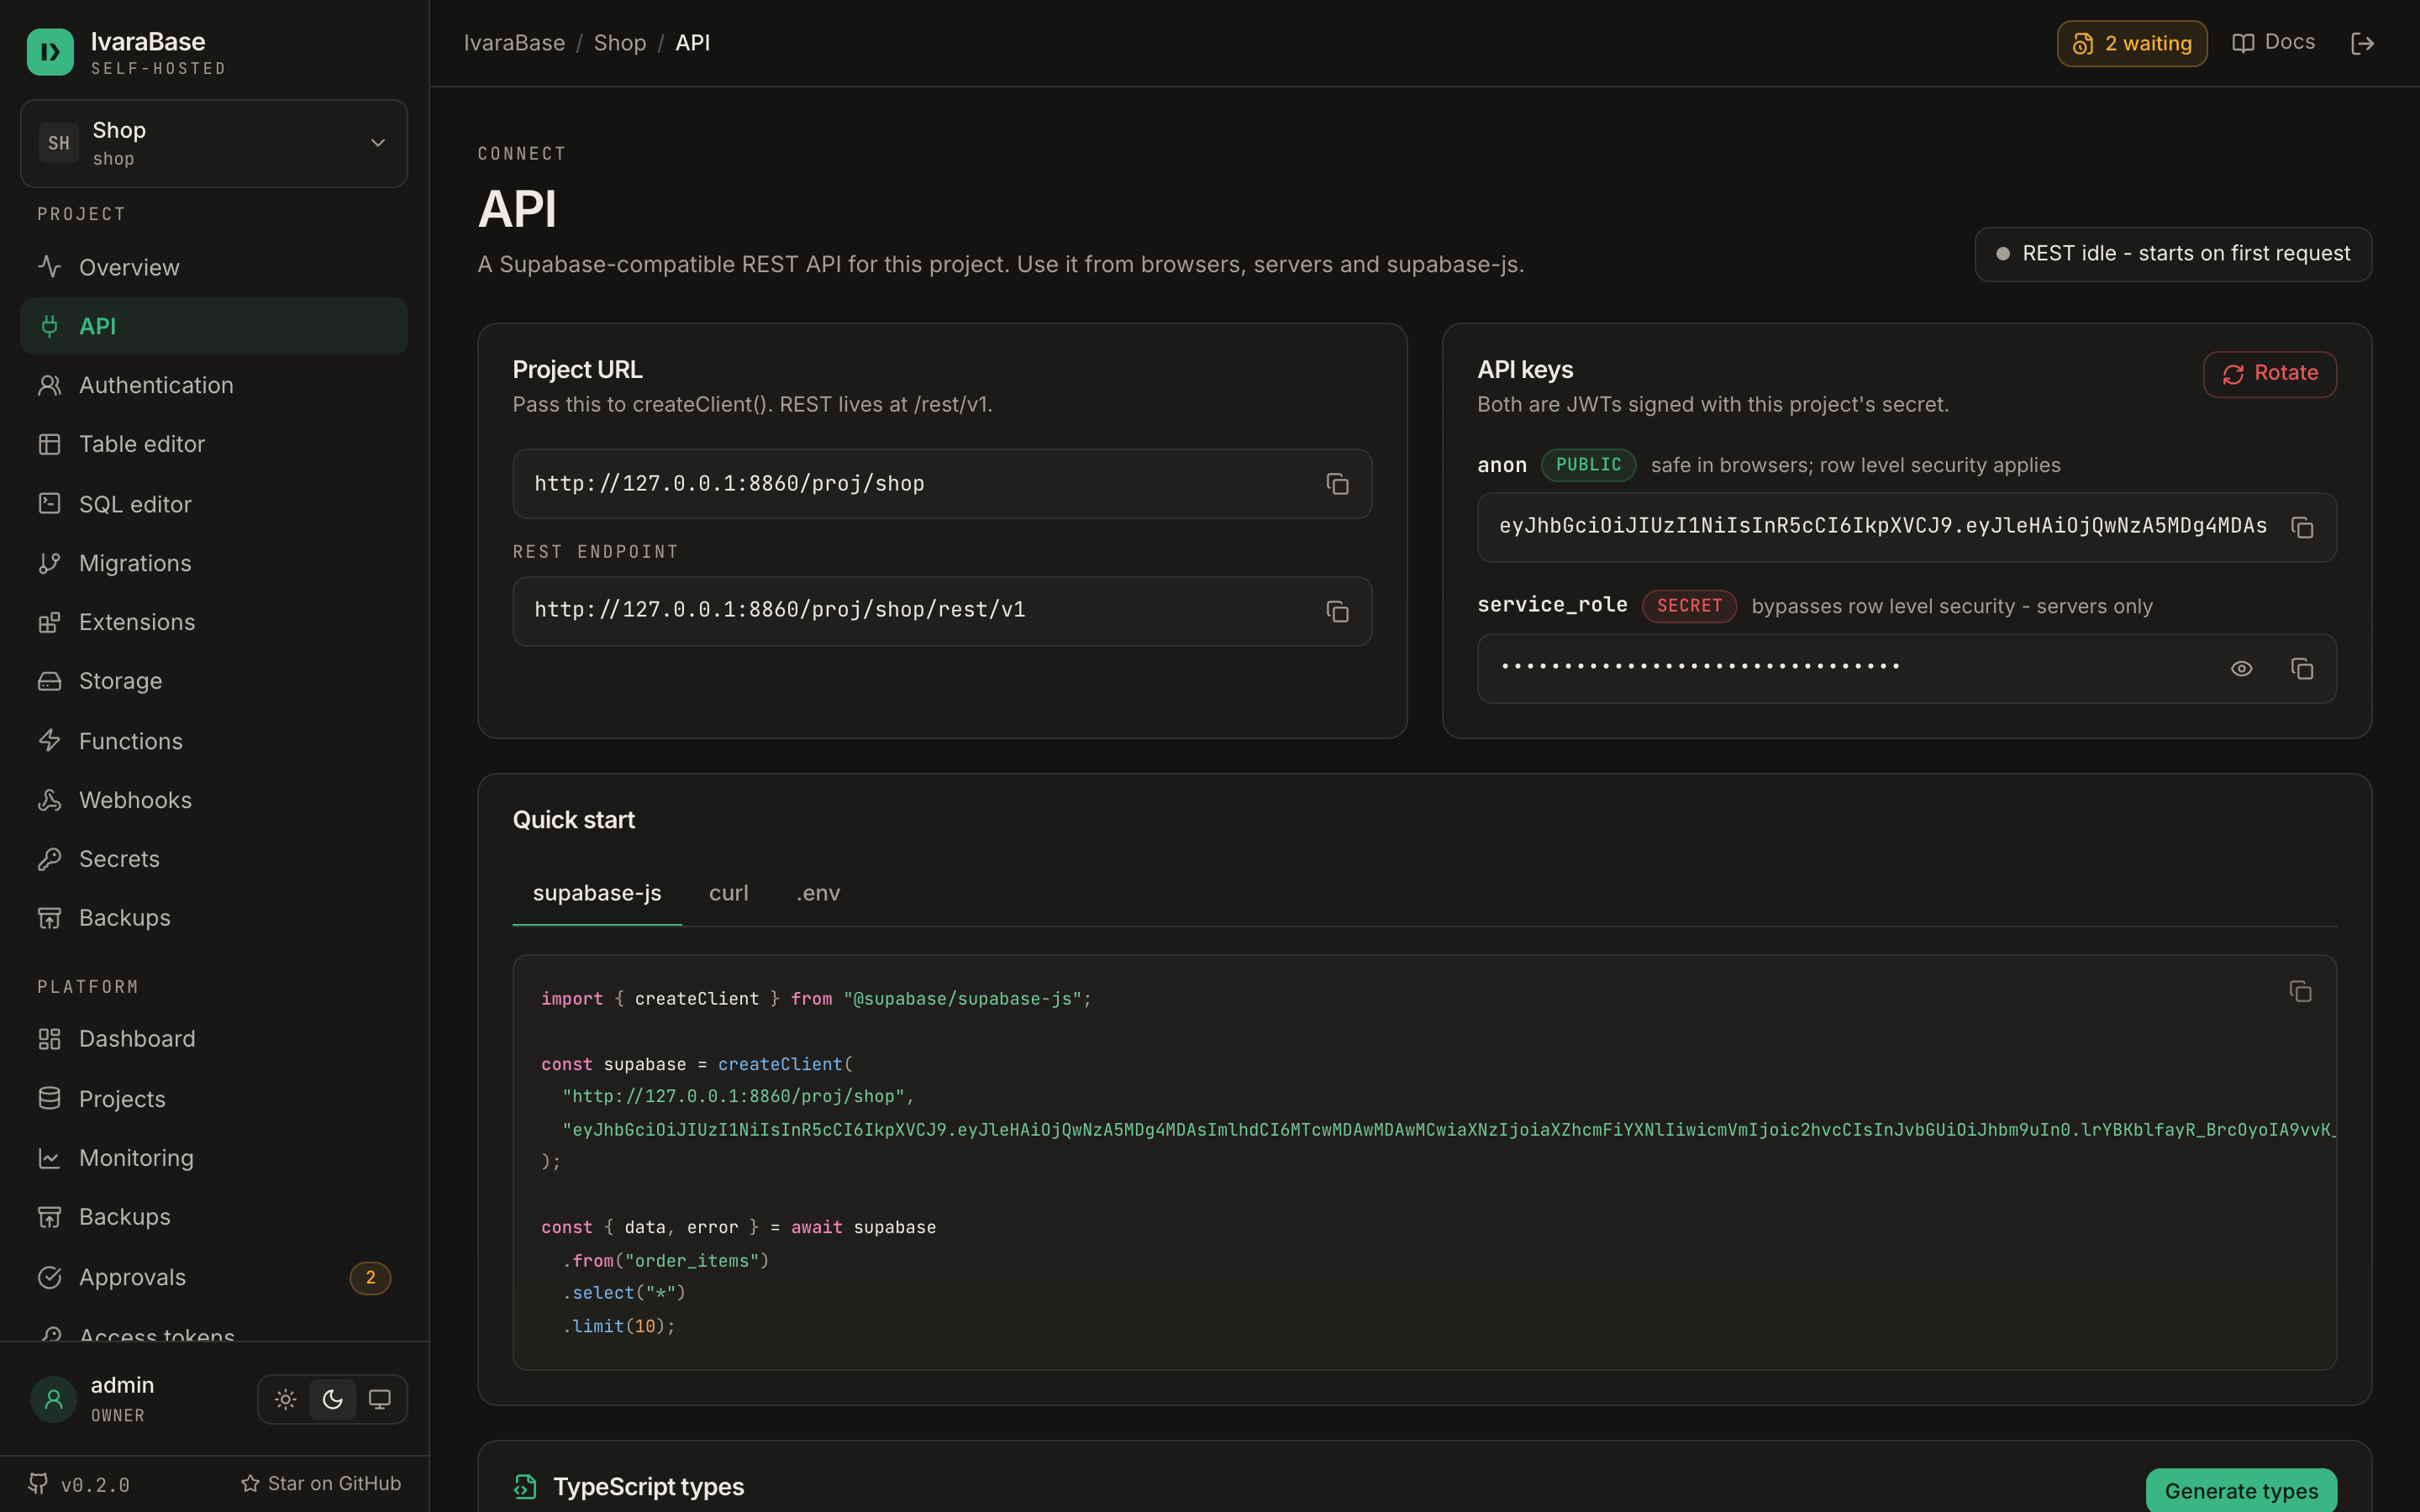 IvaraBase
SELF-HOSTED
SH
Shop
shop
PROJECT
Overview
API
Authentication
Table editor
SQL editor
Migrations
Extensions
Storage
Functions
Webhooks
Secrets
Backups
PLATFORM
Dashboard
Projects
Monitoring
Backups
Approvals
2
Access tokens
admin
OWNER
v0.2.0
Star on GitHub
IvaraBase / Shop / API
2 waiting
Docs
CONNECT
API
A Supabase-compatible REST API for this project. Use it from browsers, servers and supabase-js.
REST idle - starts on first request
Project URL
Pass this to createClient(). REST lives at /rest/v1.
http://127.0.0.1:8860/proj/shop
REST ENDPOINT
http://127.0.0.1:8860/proj/shop/rest/v1
API keys
Both are JWTs signed with this project's secret.
Rotate
anon PUBLIC safe in browsers; row level security applies
eyJhbGciOiJIUzI1NiIsInR5cCI6IkpXVCJ9.eyJleHAiOjQwNzA5MDg4MDAs
service_role SECRET bypasses row level security - servers only
••••••••••••••••••••••••••••••••
Quick start
supabase-js
curl
.env
import { createClient } from "@supabase/supabase-js";
const supabase = createClient(
"http://127.0.0.1:8860/proj/shop",
"eyJhbGciOiJIUzI1NiIsInR5cCI6IkpXVCJ9.eyJleHAiOjQwNzA5MDg4MDAsImlhdCI6MTcwMDAwMDAwMCwiaXNzIjoiaXZhcmFiYXNlIiwicmVmIjoic2hvcCIsInJvbGUiOiJhbm9uIn0.lrYBKblfayR_BrcOyoIA9vvK_
);
const { data, error } = await supabase
.from("order_items")
.select("*")
.limit(10);
TypeScript types
Generate types